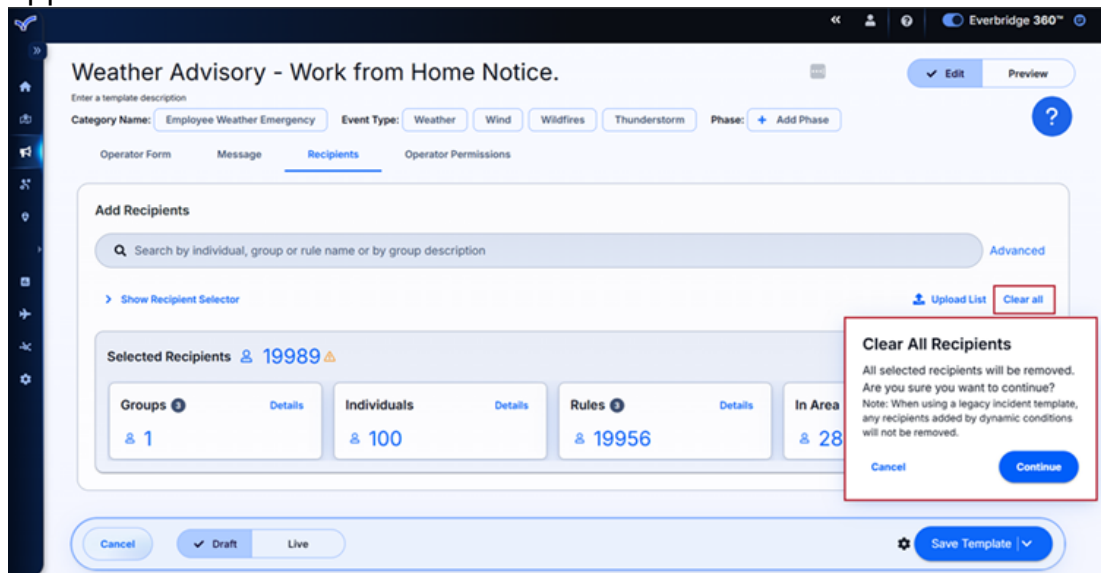 Everbridge 360™
Weather Advisory - Work from Home Notice.
Edit
Preview
Enter a template description
Category Name: Employee Weather Emergency Event Type: Weather Wind Wildfires Thunderstorm Phase: + Add Phase
?
Operator Form Message Recipients Operator Permissions
Add Recipients
Search by individual, group or rule name or by group description
Advanced
Show Recipient Selector
Upload List Clear all
Selected Recipients 19989
Groups 3 Details
1
Individuals Details
100
Rules 3 Details
19956
In Area
28
Clear All Recipients
All selected recipients will be removed.
Are you sure you want to continue?
Note: When using a legacy incident template,
any recipients added by dynamic conditions
will not be removed.
Cancel Continue
Cancel Draft Live Save Template